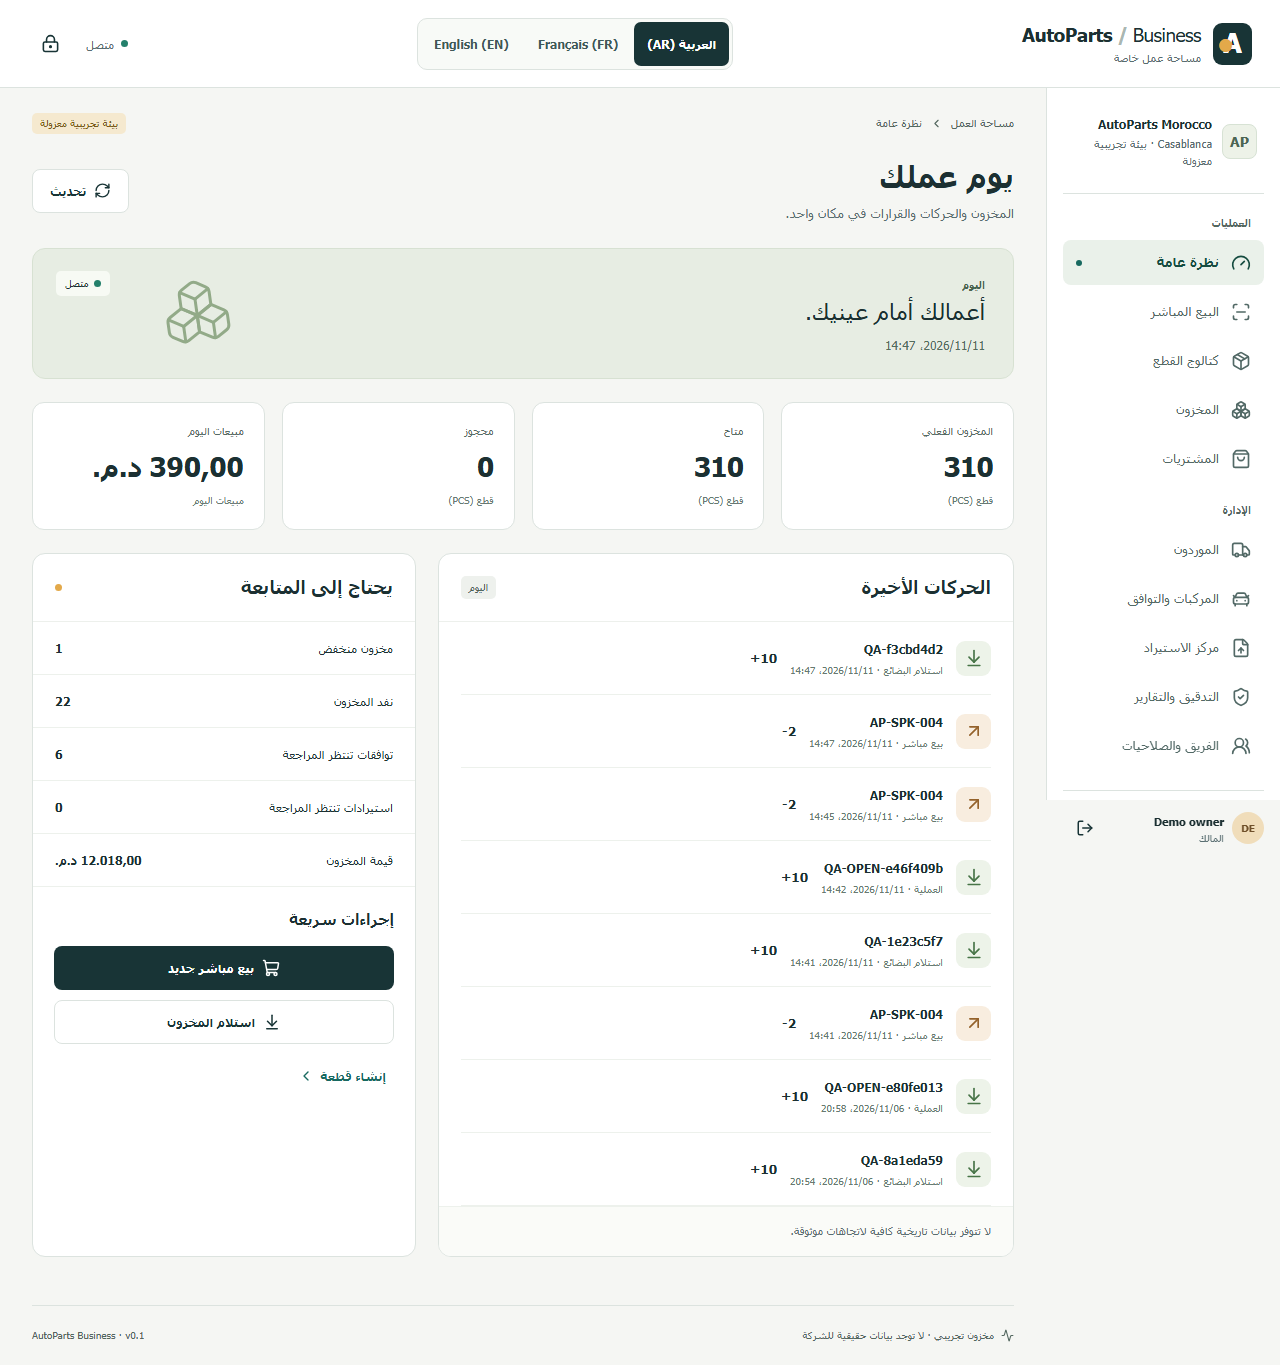 A
AutoParts / Business
مساحة عمل خاصة
العربية (AR)
Français (FR)
English (EN)
متصل
AP
AutoParts Morocco
Casablanca · بيئة تجريبية معزولة
العمليات
نظرة عامة
البيع المباشر
كتالوج القطع
المخزون
المشتريات
الإدارة
الموردون
المركبات والتوافق
مركز الاستيراد
التدقيق والتقارير
الفريق والصلاحيات
DE
Demo owner
المالك
مساحة العمل
نظرة عامة
بيئة تجريبية معزولة
يوم عملك
المخزون والحركات والقرارات في مكان واحد.
تحديث
اليوم
أعمالك أمام عينيك.
2026/11/11، 14:47
متصل
المخزون الفعلي
310
قطع (PCS)
متاح
310
قطع (PCS)
محجوز
0
قطع (PCS)
مبيعات اليوم
390,00 د.م.
مبيعات اليوم
الحركات الأخيرة
اليوم
QA-f3cbd4d2
استلام البضائع · 2026/11/11، 14:47
+10
AP-SPK-004
بيع مباشر · 2026/11/11، 14:47
-2
AP-SPK-004
بيع مباشر · 2026/11/11، 14:45
-2
QA-OPEN-e46f409b
العملية · 2026/11/11، 14:42
+10
QA-1e23c5f7
استلام البضائع · 2026/11/11، 14:41
+10
AP-SPK-004
بيع مباشر · 2026/11/11، 14:41
-2
QA-OPEN-e80fe013
العملية · 2026/11/06، 20:58
+10
QA-8a1eda59
استلام البضائع · 2026/11/06، 20:54
+10
لا تتوفر بيانات تاريخية كافية لاتجاهات موثوقة.
يحتاج إلى المتابعة
مخزون منخفض
1
نفد المخزون
22
توافقات تنتظر المراجعة
6
استيرادات تنتظر المراجعة
0
قيمة المخزون
12.018,00 د.م.
إجراءات سريعة
بيع مباشر جديد
استلام المخزون
إنشاء قطعة
مخزون تجريبي · لا توجد بيانات حقيقية للشركة
AutoParts Business · v0.1